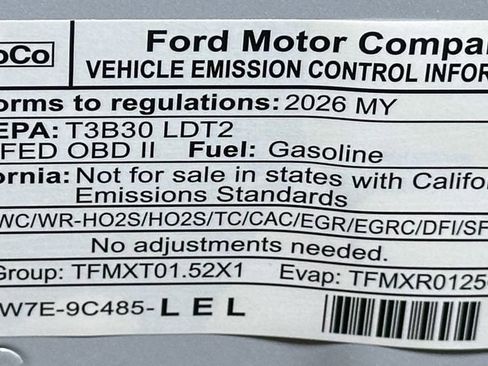 oCo
Ford Motor Compa
VEHICLE EMISSION CONTROL INFOR
orms to regulations: 2026 MY
EPA: T3B30 LDT2
FED OBD II Fuel: Gasoline
ornia: Not for sale in states with Califor
Emissions Standards
WC/WR-HO2S/HO2S/TC/CAC/EGR/EGRC/DFI/SF
No adjustments needed.
Group: TFMXT01.52X1 Evap: TFMXR0125
W7E-9C485-LEL